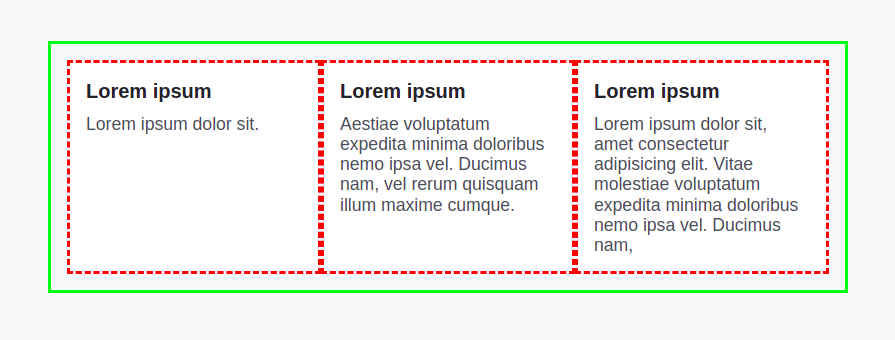 Lorem ipsum
Lorem ipsum dolor sit.
Lorem ipsum
Aestiae voluptatum
expedita minima doloribus
nemo ipsa vel. Ducimus
nam, vel rerum quisquam
illum maxime cumque.
Lorem ipsum
Lorem ipsum dolor sit,
amet consectetur
adipisicing elit. Vitae
molestiae voluptatum
expedita minima doloribus
nemo ipsa vel. Ducimus
nam,